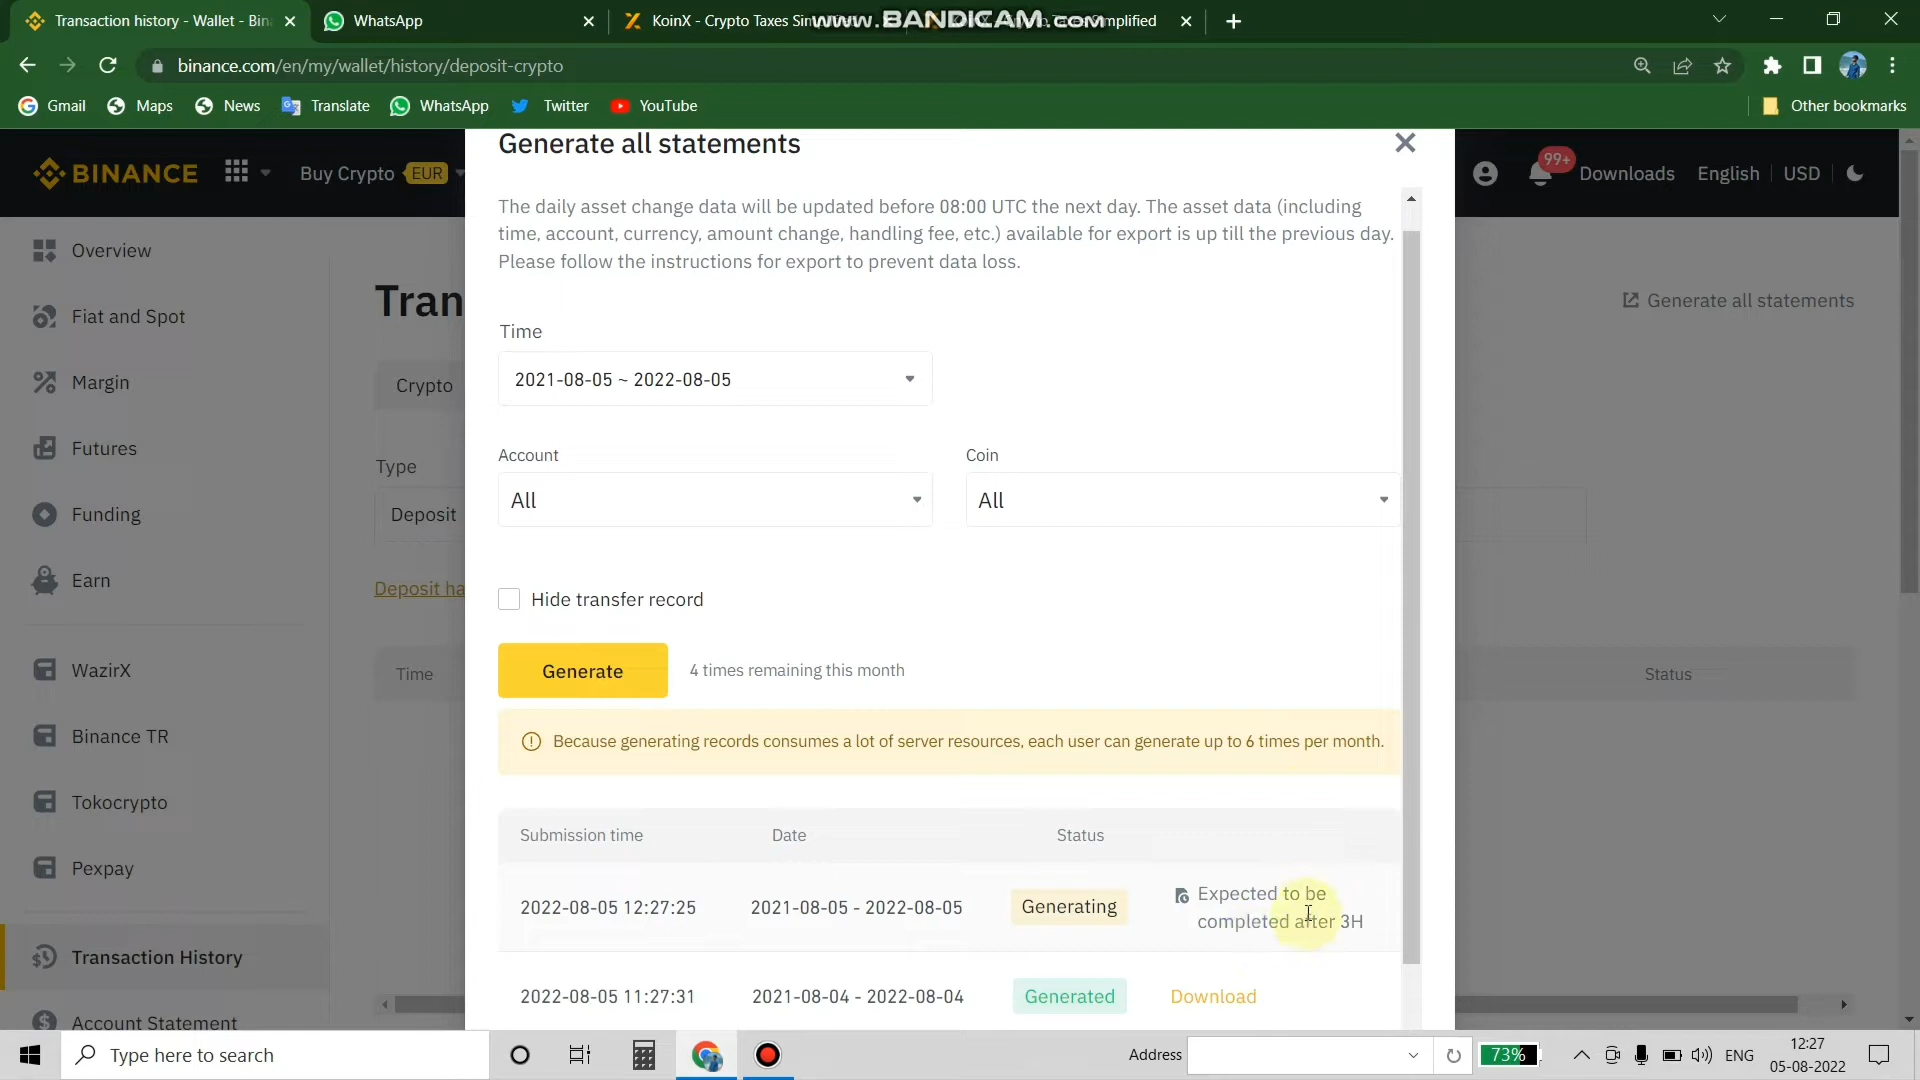 Transaction history - Wallet - Bin
WhatsApp
KoinX - Crypto Taxes Sim
www.BANDICAM.com
Simplified
binance.com/en/my/wallet/history/deposit-crypto
Gmail
Maps
News
Translate
WhatsApp
Twitter
YouTube
Other bookmarks
BINANCE
Buy Crypto EUR
99+
Downloads
English
USD
Generate all statements
The daily asset change data will be updated before 08:00 UTC the next day. The asset data (including
time, account, currency, amount change, handling fee, etc.) available for export is up till the previous day.
Please follow the instructions for export to prevent data loss.
Overview
Fiat and Spot
Margin
Futures
Funding
Earn
WazirX
Binance TR
Tokocrypto
Pexpay
Transaction History
Account Statement
Tran
Generate all statements
Crypto
Type
Deposit
Deposit ha
Time
Status
Time
2021-08-05 ~ 2022-08-05
Account
Coin
All
All
Hide transfer record
Generate
4 times remaining this month
Because generating records consumes a lot of server resources, each user can generate up to 6 times per month.
Submission time Date Status
2022-08-05 12:27:25 2021-08-05 - 2022-08-05 Generating Expected to be
completed after 3H
2022-08-05 11:27:31 2021-08-04 - 2022-08-04 Generated Download
Type here to search
Address
73%
ENG
12:27
05-08-2022